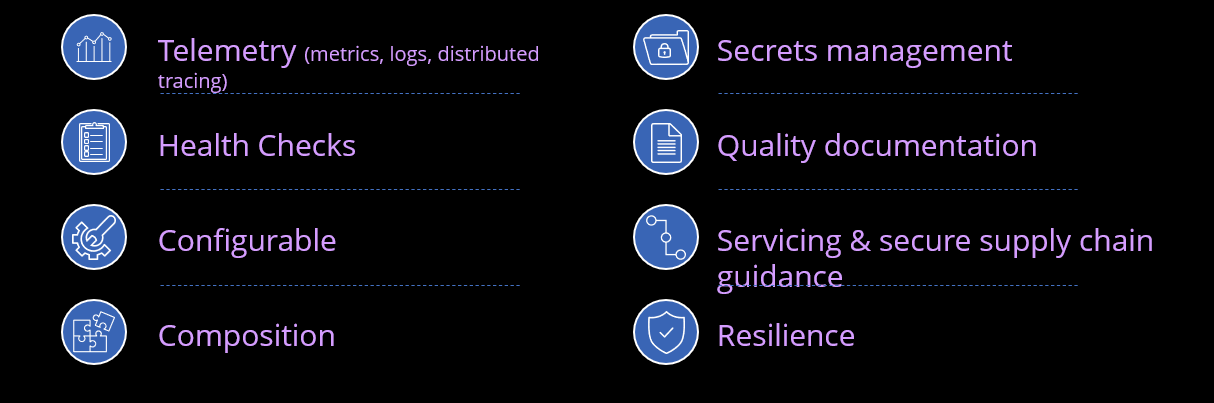 Telemetry (metrics, logs, distributed
tracing)
Health Checks
Configurable
Composition
Secrets management
Quality documentation
Servicing & secure supply chain
guidance
Resilience